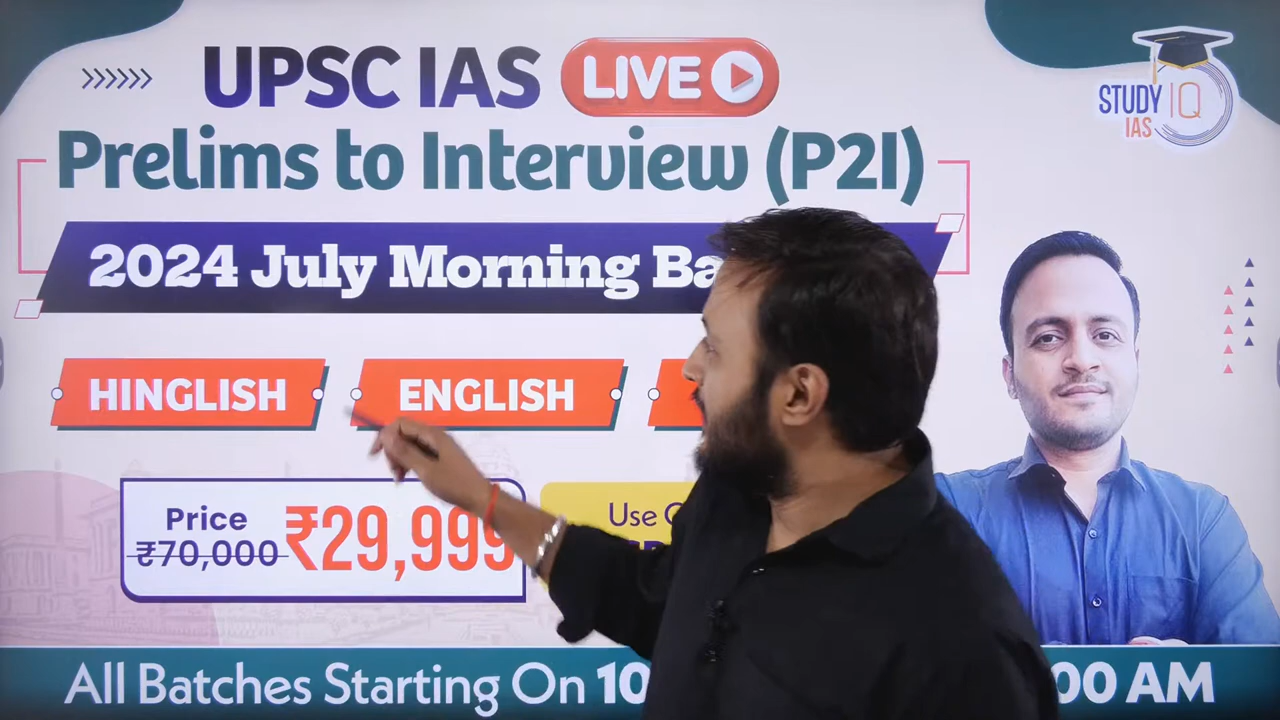 UPSC IAS LIVE
Prelims to Interview (P2I)
2024 July Morning
HINGLISH
ENGLISH
Price
₹70,000
₹29,999
Use
All Batches Starting On 10
00 AM
STUDY IQ
IAS